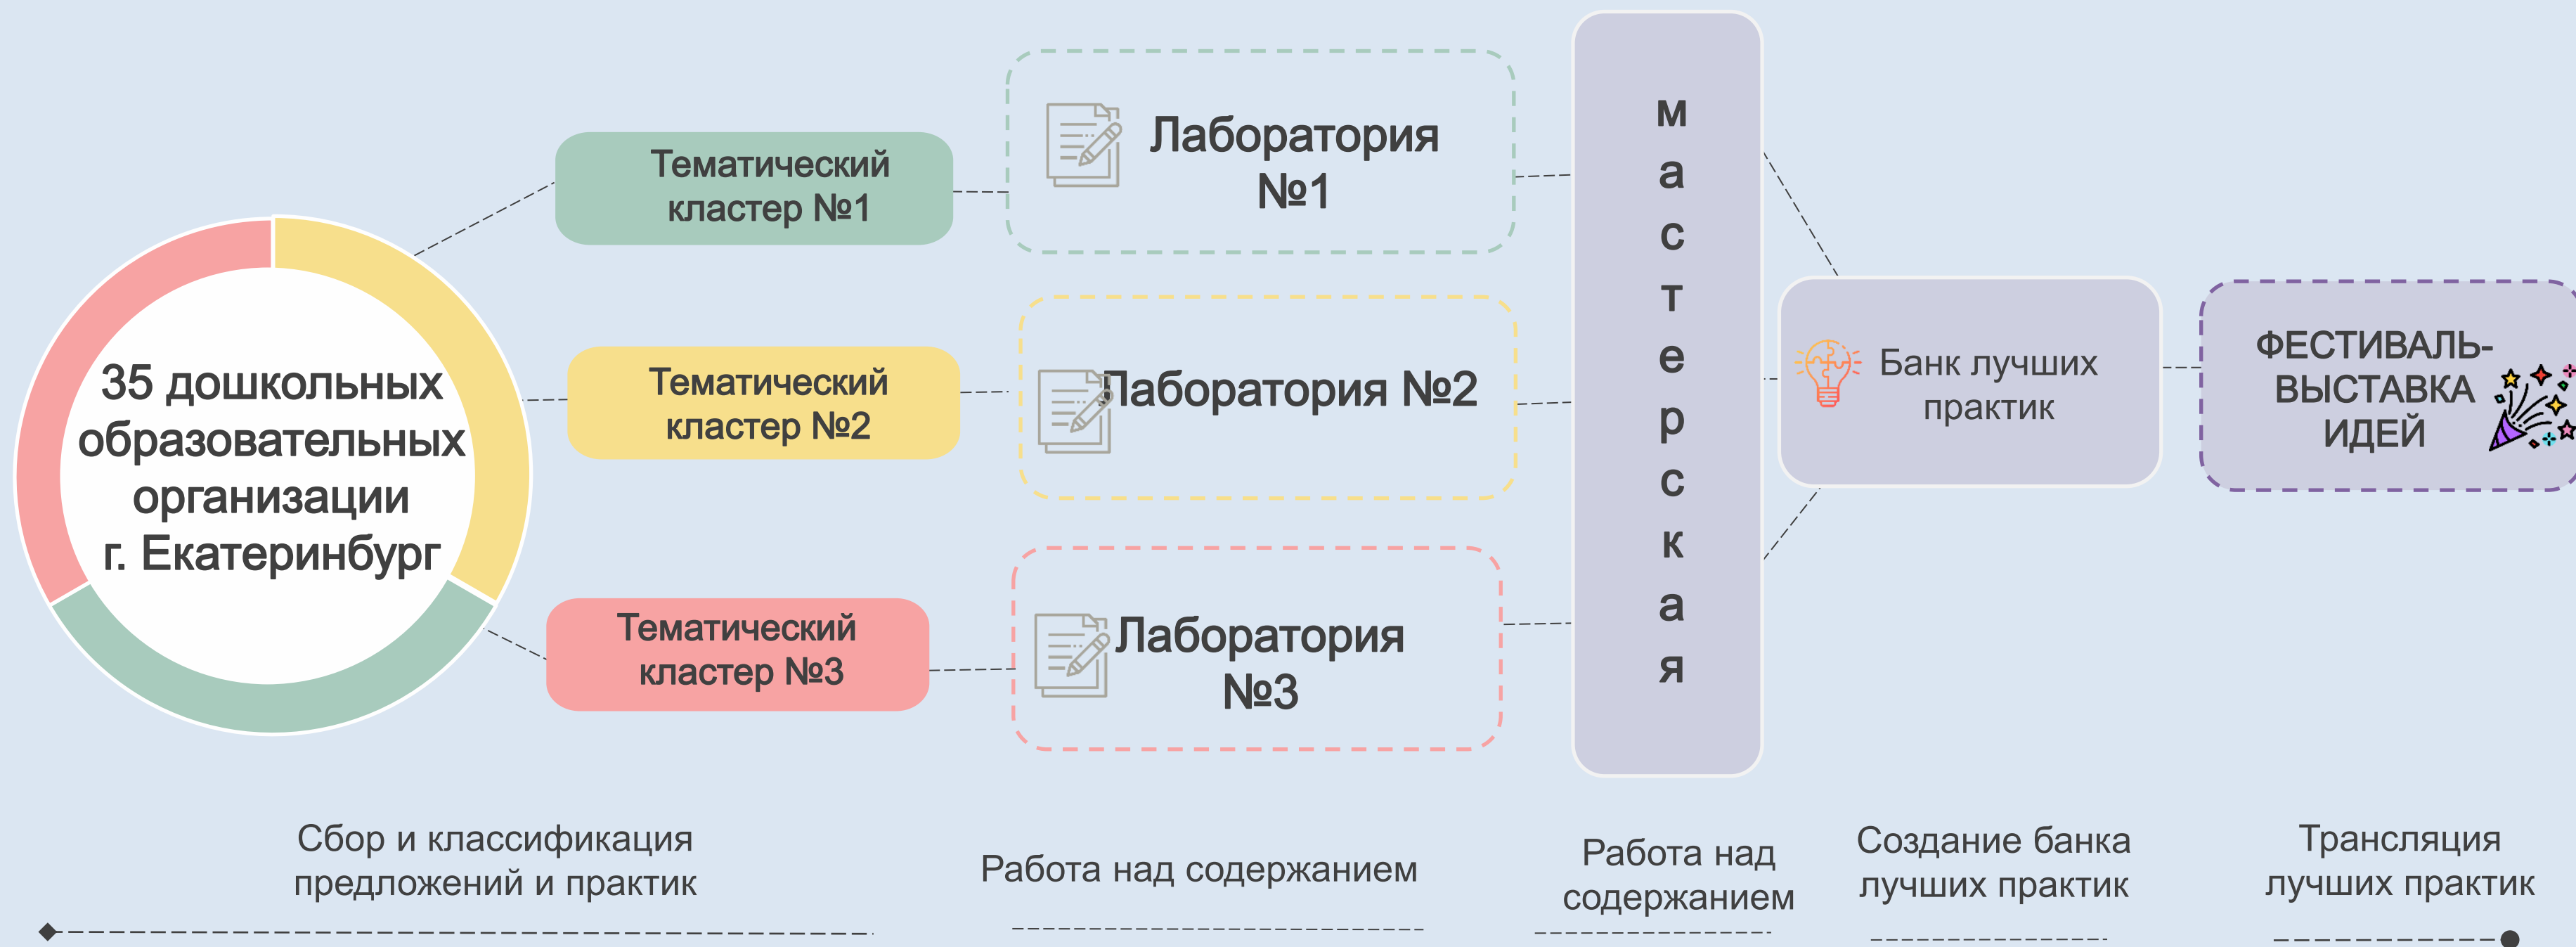 35 дошкольных
образовательных
организации
г. Екатеринбург
Тематический
кластер №1
Тематический
кластер №2
Тематический
кластер №3
Лаборатория
№1
Лаборатория №2
Лаборатория
№3
м
а
с
т
е
р
с
к
а
я
Банк лучших
практик
ФЕСТИВАЛЬ-
ВЫСТАВКА
ИДЕЙ
Сбор и классификация
предложений и практик
Работа над содержанием
Работа над
содержанием
Создание банка
лучших практик
Трансляция
лучших практик